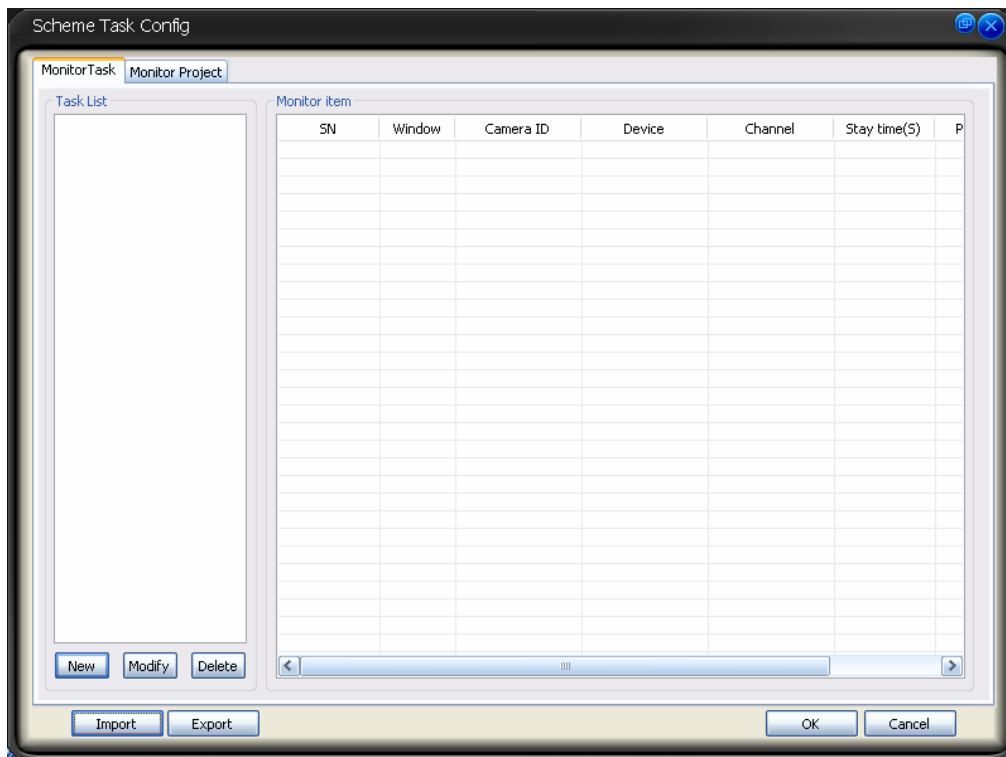 Scheme Task Config
MonitorTask Monitor Project
Task List
Monitor item
SN Window Camera ID Device Channel Stay time(S) P
New Modify Delete
Import Export OK Cancel